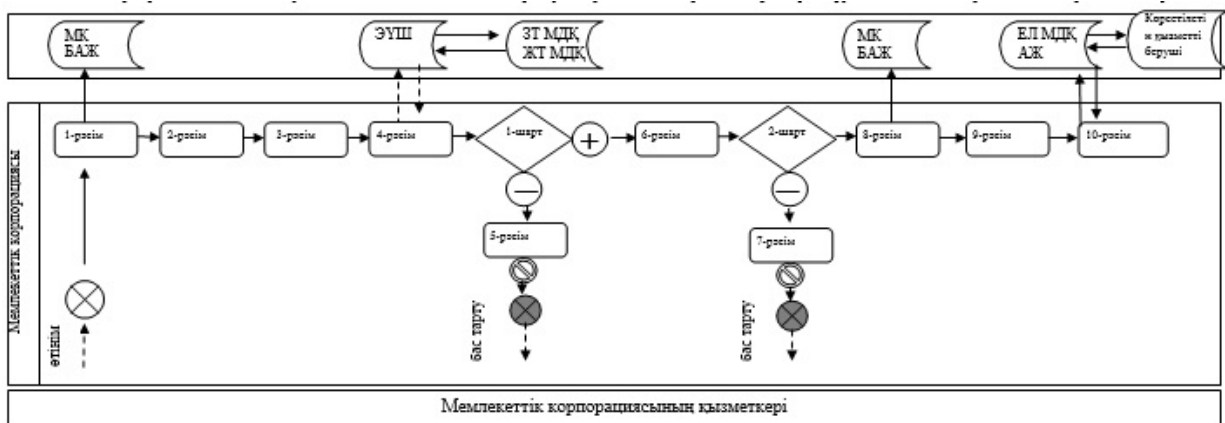 МК
БАЖ
ЭҮШ
ЗТ МДҚ
ЖТ МДҚ
МК
БАЖ
ЕЛ МДҚ
АЖ
Көрсетілеті
н қызметті
беруші
Мемлекеттік корпорациясы
1-рәсім
2-рәсім
3-рәсім
4-рәсім
1-шарт
6-рәсім
2-шарт
8-рәсім
9-рәсім
10-рәсім
5-рәсім
7-рәсім
өтінім
бас тарту
бас тарту
Мемлекеттік корпорациясының қызметкері